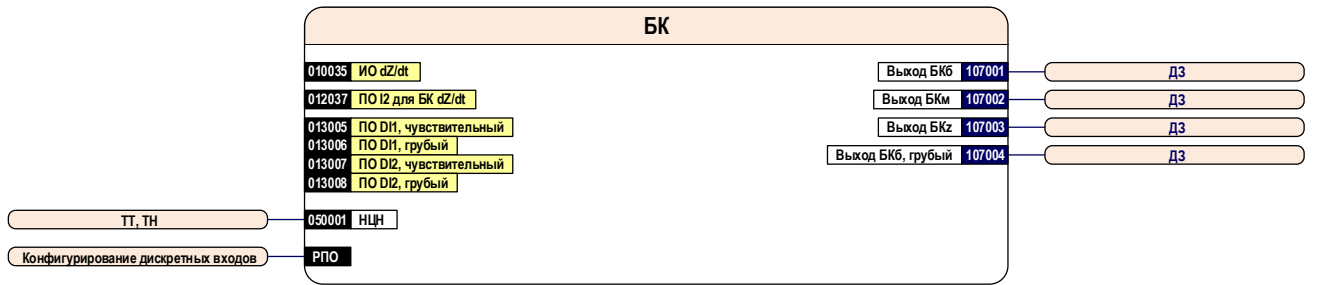 БК
010035 ИО dZ/dt
012037 ПО I2 для БК dZ/dt
013005 ПО DI1, чувствительный
013006 ПО DI1, грубый
013007 ПО DI2, чувствительный
013008 ПО DI2, грубый
ТТ, ТН
050001 НЦН
Конфигурирование дискретных входов
РПО
Выход БКб 107001 ДЗ
Выход БКм 107002 ДЗ
Выход БКz 107003 ДЗ
Выход БКб, грубый 107004 ДЗ